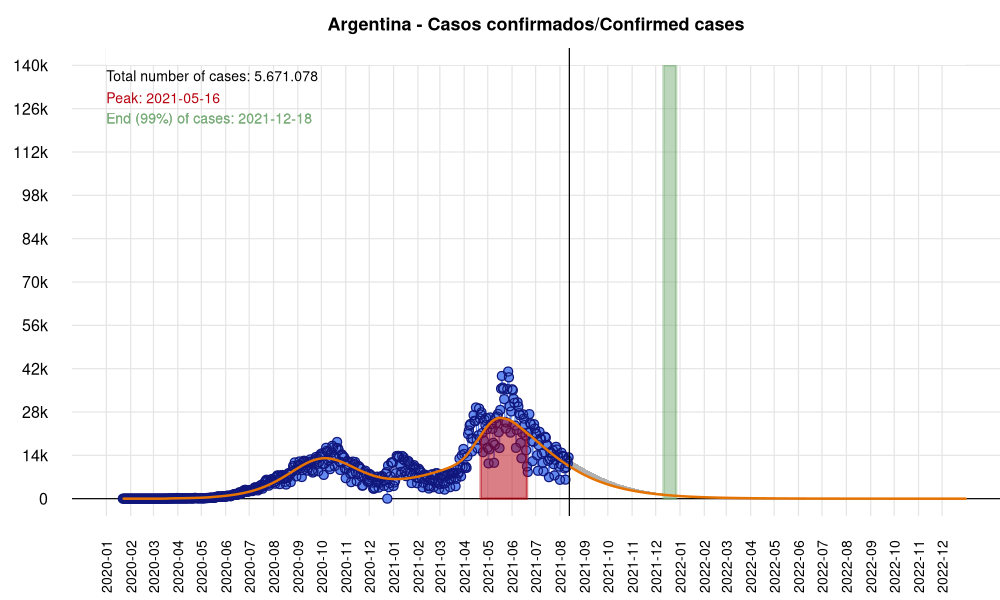 Argentina - Casos confirmados/Confirmed cases
Total number of cases: 5.671.078
Peak: 2021-05-16
End (99%) of cases: 2021-12-18
140k
126k
112k
98k
84k
70k
56k
42k
28k
14k
0
2020-01
2020-02
2020-03
2020-04
2020-05
2020-06
2020-07
2020-08
2020-09
2020-10
2020-11
2020-12
2021-01
2021-02
2021-03
2021-04
2021-05
2021-06
2021-07
2021-08
2021-09
2021-10
2021-11
2021-12
2022-01
2022-02
2022-03
2022-04
2022-05
2022-06
2022-07
2022-08
2022-09
2022-10
2022-11
2022-12